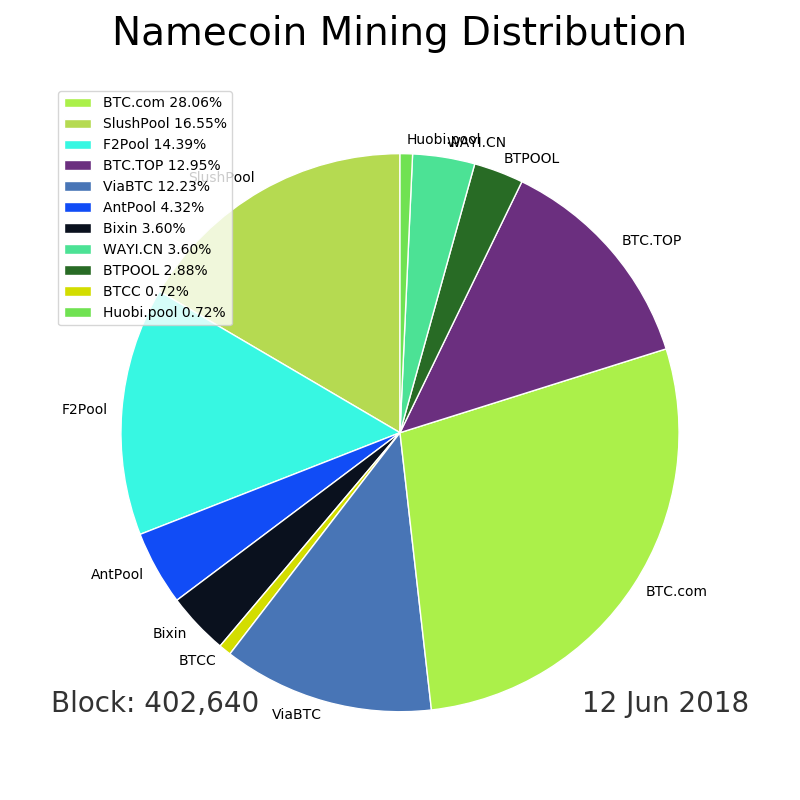 Namecoin Mining Distribution
BTC.com 28.06%
SlushPool 16.55%
F2Pool 14.39%
BTC.TOP 12.95%
ViaBTC 12.23%
AntPool 4.32%
Bixin 3.60%
WAYI.CN 3.60%
BTPOOL 2.88%
BTCC 0.72%
Huobi.pool 0.72%
Huobi.pool
WAYI.CN
BTPOOL
SlushPool
BTC.TOP
F2Pool
AntPool
BTC.com
Bixin
BTCC
Block: 402,640
12 Jun 2018
ViaBTC